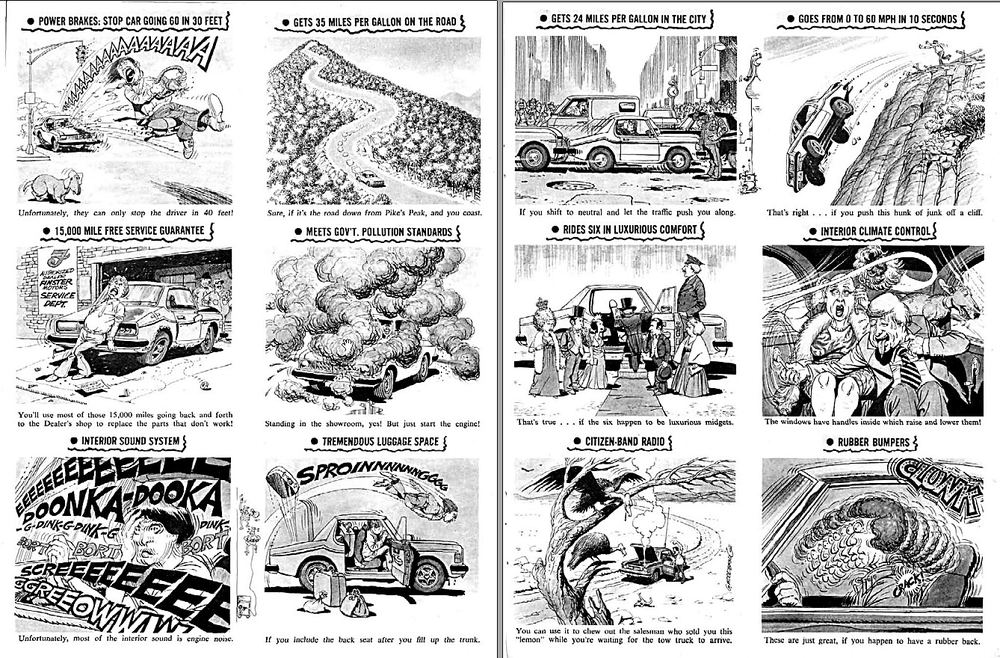 ● POWER BRAKES: STOP CAR GOING 60 IN 30 FEET
AAAAAAAAAAAA
Unfortunately, they can only stop the driver in 40 feet!
● GETS 35 MILES PER GALLON ON THE ROAD
Sure, if it's the road down from Pike's Peak, and you coast.
● 15,000 MILE FREE SERVICE GUARANTEE
AUTHORIZED
DEALER
FINSTER
MOTORS
SERVICE
DEPT.
You'll use most of those 15,000 miles going back and forth
to the Dealer's shop to replace the parts that don't work!
● MEETS GOV'T. POLLUTION STANDARDS
Standing in the showroom, yes! But just start the engine!
● INTERIOR SOUND SYSTEM
EEEEEEEEEEEEE
POONKA-DOOKA
-G-DINK-G-DINK-G
DINK-
BORT BORT BORT
SCREEEEEEEEEE
Unfortunately, most of the interior sound is engine noise.
● TREMENDOUS LUGGAGE SPACE
SPROINNNNNNGGGG
If you include the back seat after you fill up the trunk.
● GETS 24 MILES PER GALLON IN THE CITY
If you shift to neutral and let the traffic push you along.
● GOES FROM 0 TO 60 MPH IN 10 SECONDS
That's right . . . if you push this hunk of junk off a cliff.
● RIDES SIX IN LUXURIOUS COMFORT
That's true . . . if the six happen to be luxurious midgets.
● INTERIOR CLIMATE CONTROL
The windows have handles inside which raise and lower them!
● CITIZEN-BAND RADIO
You can use it to chew out the salesman who sold you this
"lemon" while you're waiting for the tow truck to arrive.
● RUBBER BUMPERS
CLUNK
These are just great, if you happen to have a rubber back.